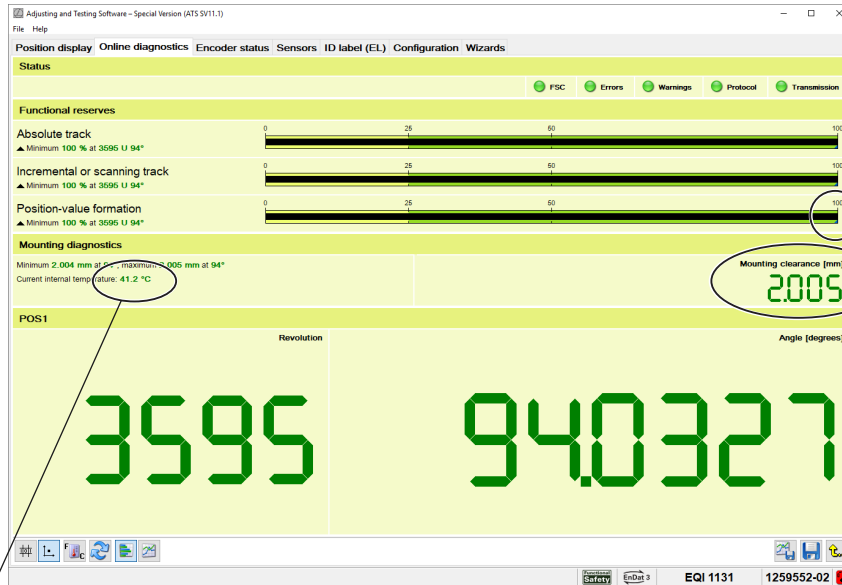 Adjusting and Testing Software – Special Version (ATS SV11.1)
File Help
Position display Online diagnostics Encoder status Sensors ID label (EL) Configuration Wizards
Status
FSC Errors Warnings Protocol Transmission
Functional reserves
Absolute track 0 25 50 100
Minimum 100 % at 3595 U 94°
Incremental or scanning track 0 25 50 100
Minimum 100 % at 3595 U 94°
Position-value formation 0 25 50 100
Minimum 100 % at 3595 U 94°
Mounting diagnostics
Minimum 2.004 mm at 94°, maximum 2.005 mm at 94°
Current internal temperature: 41.2 °C
Mounting clearance [mm]
2.005
POS1
Revolution Angle [degrees]
3595 94.0327
F C
Functional Safety EnDat 3 EQI 1131 1259552-02